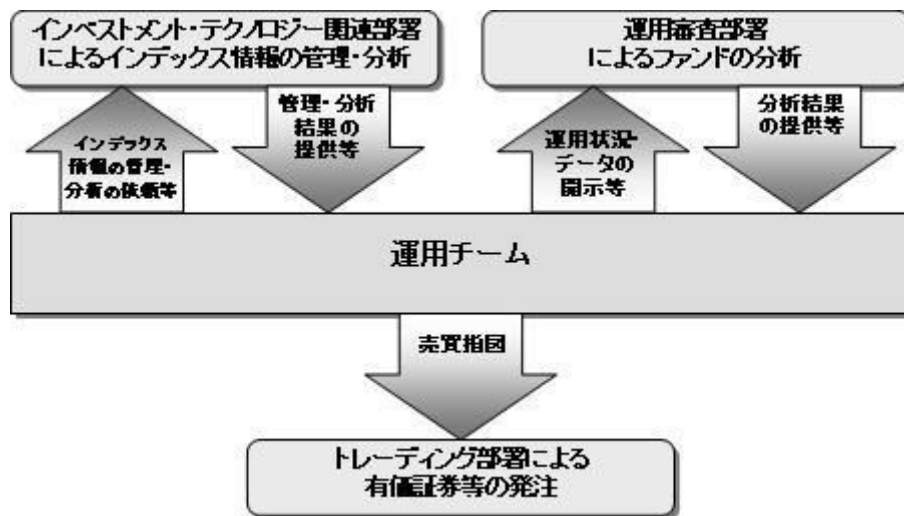 インベストメント・テクノロジー関連部署
によるインデックス情報の管理・分析
運用審査部署
によるファンドの分析
インデックス
情報の管理・
分析の依頼等
管理・分析
結果の
提供等
運用状況・
データの
開示等
分析結果
の提供等
運用チーム
売買指図
トレーディング部署による
有価証券等の発注